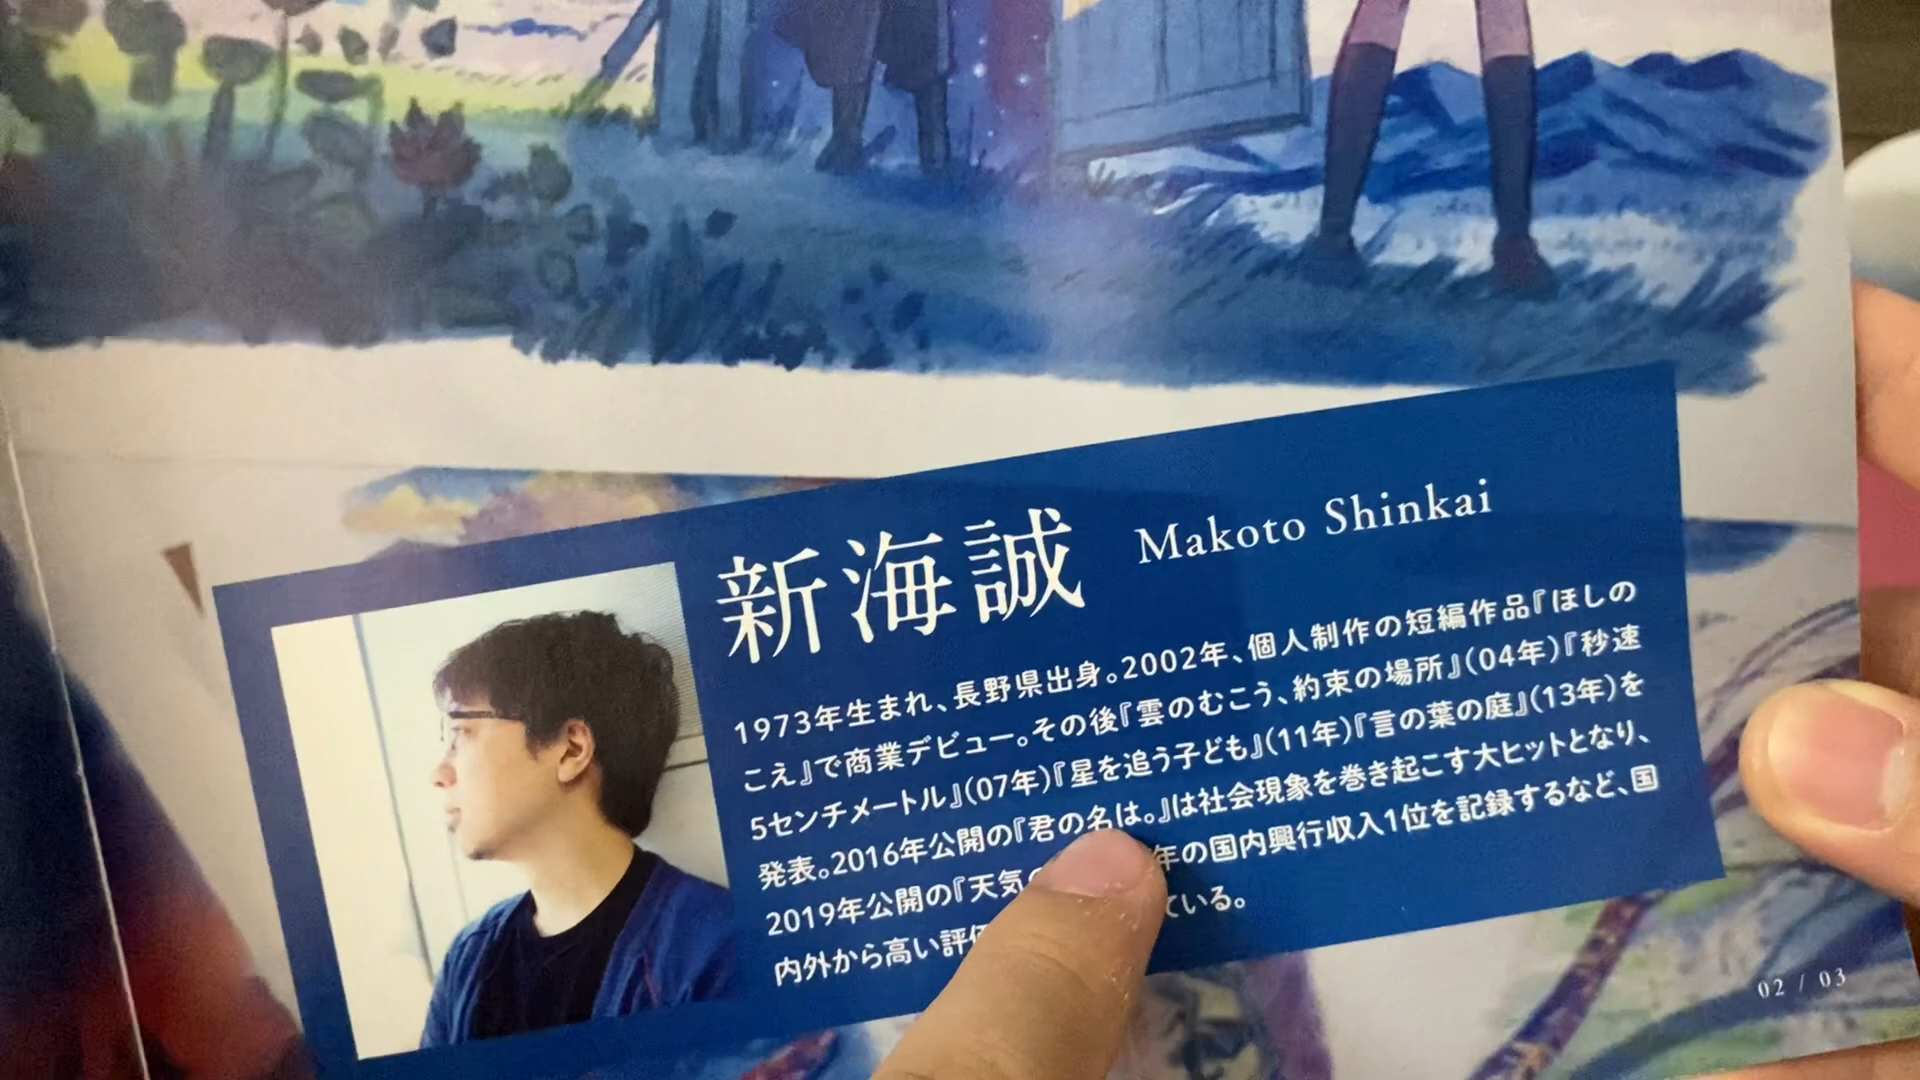 新海誠 Makoto Shinkai
1973年生まれ、長野県出身。2002年、個人制作の短編作品『ほしの
こえ』で商業デビュー。その後『雲のむこう、約束の場所』(04年)『秒速
5センチメートル』(07年)『星を追う子ども』(11年)『言の葉の庭』(13年)を
発表。2016年公開の『君の名は。』は社会現象を巻き起こす大ヒットとなり、
2019年公開の『天気 年の国内興行収入1位を記録するなど、国
内外から高い評 ている。
02 / 03